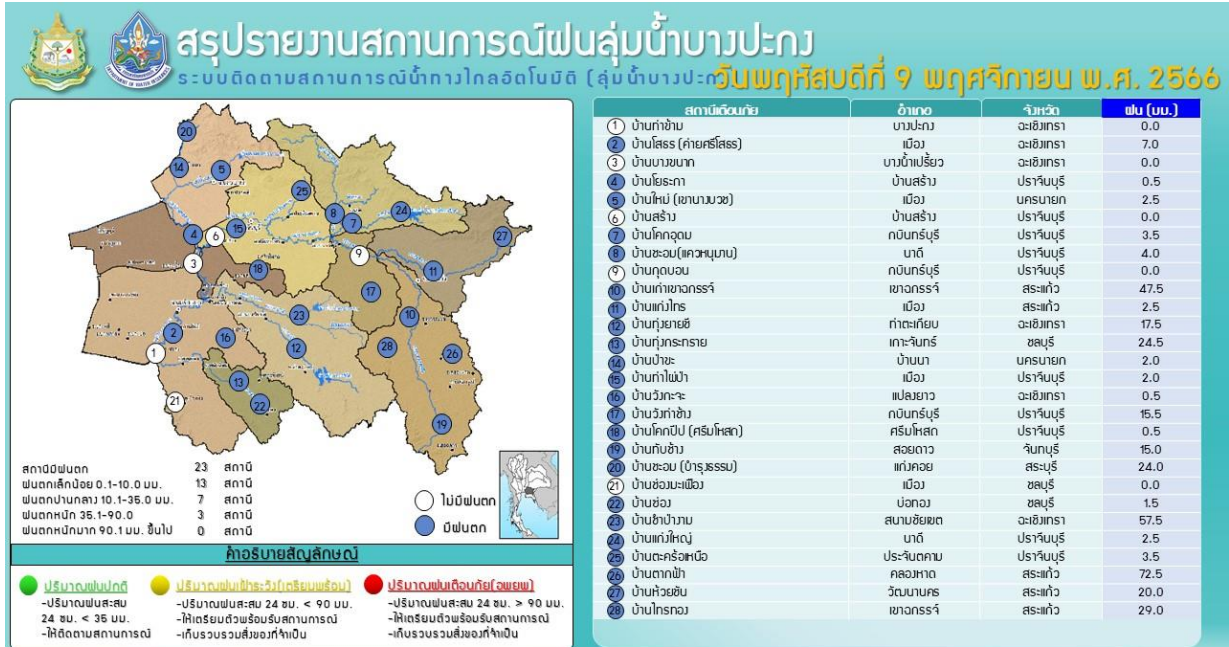 สรุปรายงานสถานการณ์ฝนลุ่มน้ำบางปะกง
ระบบติดตามสถานการณ์น้ำทางไกลอัตโนมัติ (ลุ่มน้ำบางปะกง)
วันพฤหัสบดีที่ 9 พฤศจิกายน พ.ศ. 2566
20
14
5
25
8
7
24
4
6
15
27
9
3
18
11
17
23
10
2
16
12
28
26
1
13
21
22
19
สถานีมีฝนตก 23 สถานี
ฝนตกเล็กน้อย 0.1-10.0 มม. 13 สถานี
ฝนตกปานกลาง 10.1-35.0 มม. 7 สถานี
ฝนตกหนัก 35.1-90.0 3 สถานี
ฝนตกหนักมาก 90.1 มม. ขึ้นไป 0 สถานี
ไม่มีฝนตก
มีฝนตก
คำอธิบายสัญลักษณ์
ปริมาณฝนปกติ
-ปริมาณฝนสะสม
24 ชม. < 35 มม.
-ให้ติดตามสถานการณ์
ปริมาณฝนเฝ้าระวัง(เตรียมพร้อม)
-ปริมาณฝนสะสม 24 ชม. < 90 มม.
-ให้เตรียมตัวพร้อมรับสถานการณ์
-เก็บรวบรวมสิ่งของที่จำเป็น
ปริมาณฝนเตือนภัย(อพยพ)
-ปริมาณฝนสะสม 24 ชม. > 90 มม.
-ให้เตรียมตัวพร้อมรับสถานการณ์
-เก็บรวบรวมสิ่งของที่จำเป็น
สถานีเตือนภัย อำเภอ จังหวัด ฝน (มม.)
1 บ้านท่าข้าม บางปะกง ฉะเชิงเทรา 0.0
2 บ้านโสธร (ค่ายศรีโสธร) เมือง ฉะเชิงเทรา 7.0
3 บ้านบางขนาก บางน้ำเปรี้ยว ฉะเชิงเทรา 0.0
4 บ้านโยธะกา บ้านสร้าง ปราจีนบุรี 0.5
5 บ้านใหม่ (เขานางบวช) เมือง นครนายก 2.5
6 บ้านสร้าง บ้านสร้าง ปราจีนบุรี 0.0
7 บ้านโคกอุดม กบินทร์บุรี ปราจีนบุรี 3.5
8 บ้านซะอม(แควหนุมาน) นาดี ปราจีนบุรี 4.0
9 บ้านกุดบอน กบินทร์บุรี ปราจีนบุรี 0.0
10 บ้านเก่าเขาฉกรรจ์ เขาฉกรรจ์ สระแก้ว 47.5
11 บ้านแก่งไทร เมือง สระแก้ว 2.5
12 บ้านทุ่งยายชี ท่าตะเกียบ ฉะเชิงเทรา 17.5
13 บ้านทุ่งกระทราย เกาะจันทร์ ชลบุรี 24.5
14 บ้านป่าขะ บ้านนา นครนายก 2.0
15 บ้านท่าไผ่ป่า เมือง ปราจีนบุรี 2.0
16 บ้านวังกะจะ แปลงยาว ฉะเชิงเทรา 0.5
17 บ้านวังท่าช้าง กบินทร์บุรี ปราจีนบุรี 15.5
18 บ้านโคกปีป (ศรีมโหสถ) ศรีมโหสถ ปราจีนบุรี 0.5
19 บ้านทับช้าง สอยดาว จันทบุรี 15.0
20 บ้านซะอม (บำรุงธรรม) แก่งคอย สระบุรี 24.0
21 บ้านช่องมะเฟือง เมือง ชลบุรี 0.0
22 บ้านช่อง บ่อทอง ชลบุรี 1.5
23 บ้านชำป่างาม สนามชัยเขต ฉะเชิงเทรา 57.5
24 บ้านแก่งใหญ่ นาดี ปราจีนบุรี 2.5
25 บ้านตะคร้อเหนือ ประจันตคาม ปราจีนบุรี 3.5
26 บ้านตากฟ้า คลองหาด สระแก้ว 72.5
27 บ้านห้วยชัน วัฒนานคร สระแก้ว 20.0
28 บ้านไทรทอง เขาฉกรรจ์ สระแก้ว 29.0